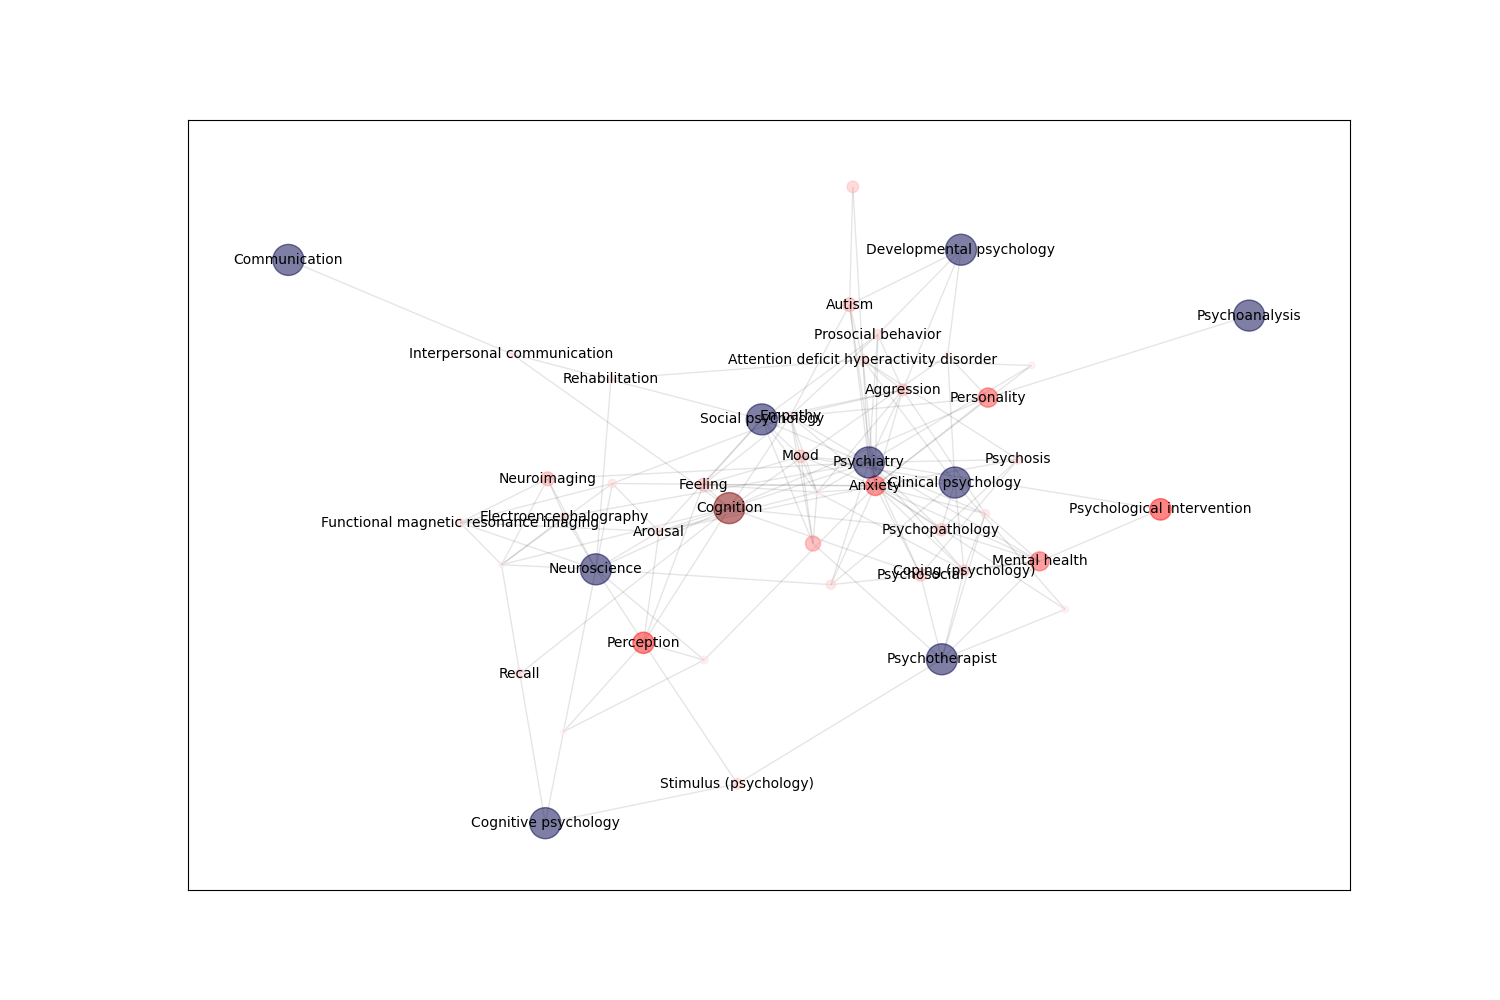 Developmental psychology
Communication
Autism
Psychoanalysis
Prosocial behavior
Interpersonal communication
Attention deficit hyperactivity disorder
Rehabilitation
Aggression
Personality
Empathy
Social psychology
Mood
Psychiatry
Psychosis
Neuroimaging
Feeling
Anxiety
Clinical psychology
Cognition
Psychological intervention
Electroencephalography
Functional magnetic resonance imaging
Arousal
Psychopathology
Mental health
Neuroscience
Coping (psychology)
Psychosocial
Perception
Psychotherapist
Recall
Stimulus (psychology)
Cognitive psychology